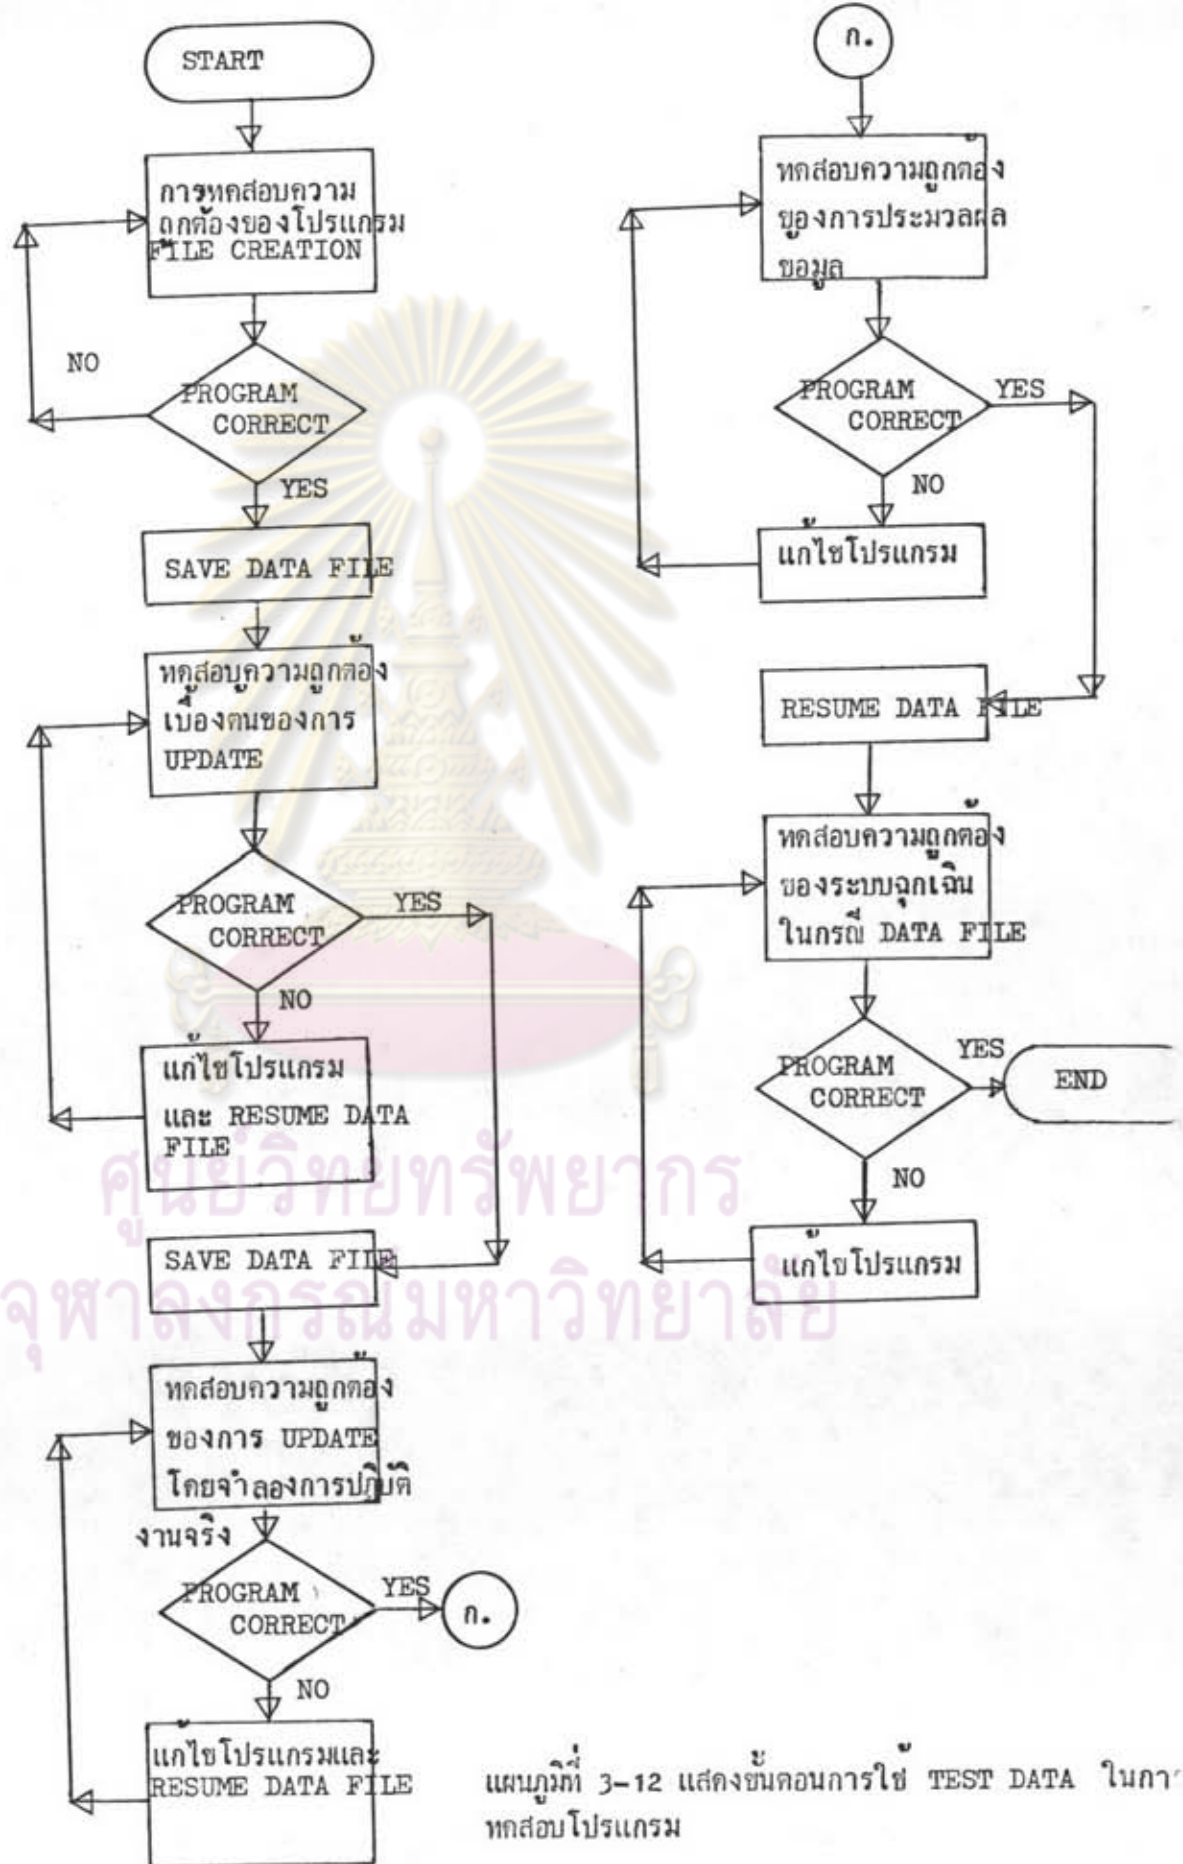 START
การทดสอบความ
ถูกต้องของโปรแกรม
FILE CREATION
NO
PROGRAM
CORRECT
YES
SAVE DATA FILE
ทดสอบความถูกต้อง
เบื้องต้นของการ
UPDATE
PROGRAM
CORRECT
YES
NO
แก้ไขโปรแกรม
และ RESUME DATA
FILE
SAVE DATA FILE
ทดสอบความถูกต้อง
ของการ UPDATE
โดยจำลองการปฏิบัติ
งานจริง
PROGRAM
CORRECT
YES
ก.
NO
แก้ไขโปรแกรมและ
RESUME DATA FILE
ก.
ทดสอบความถูกต้อง
ของการประมวลผล
ข้อมูล
PROGRAM
CORRECT
YES
NO
แก้ไขโปรแกรม
RESUME DATA FILE
ทดสอบความถูกต้อง
ของระบบฉุกเฉิน
ในกรณี DATA FILE
PROGRAM
CORRECT
YES
END
NO
แก้ไขโปรแกรม
ศูนย์วิทยทรัพยากร
จุฬาลงกรณ์มหาวิทยาลัย
แผนภูมิที่ 3-12 แสดงขั้นตอนการใช้ TEST DATA ในกา
ทดสอบโปรแกรม